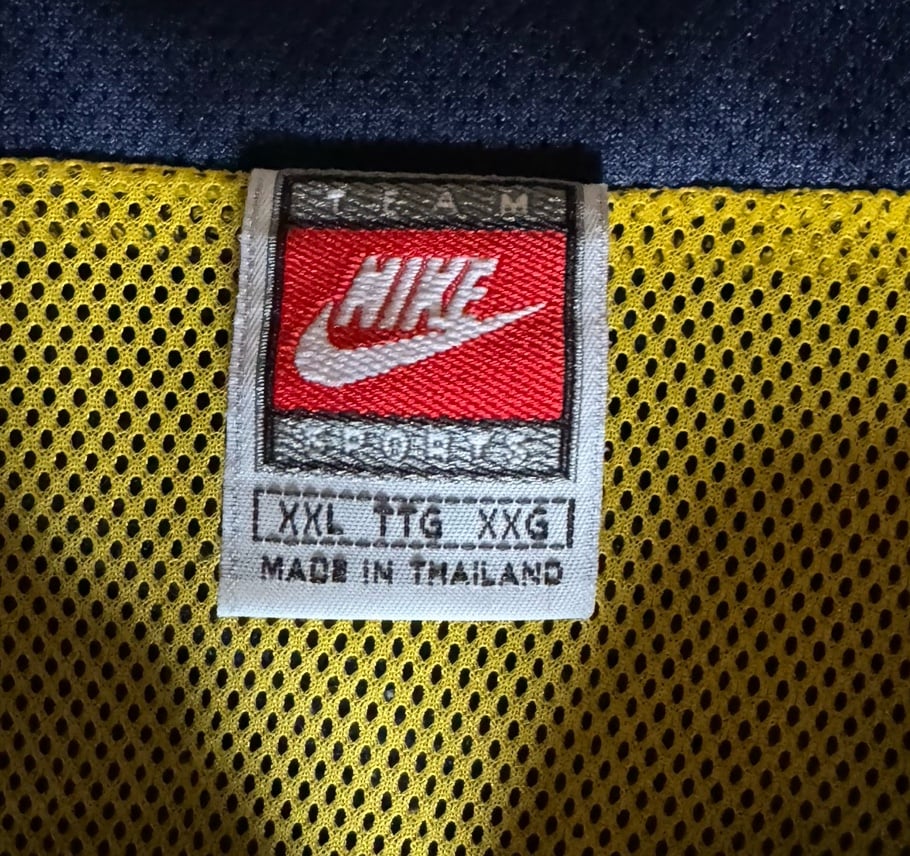 TEAM
NIKE
SPORTS
XXL TTG XXG
MADE IN THAILAND